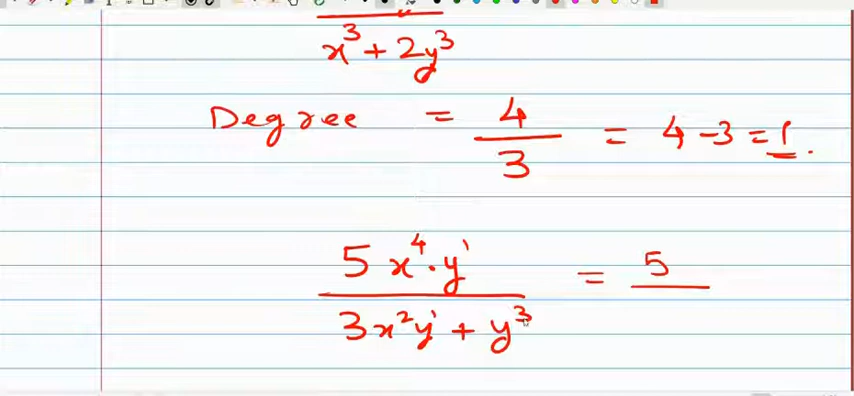 x³ + 2y³
Degree = 4/3 = 4 - 3 = 1.
5x⁴·y¹ / 3x²y¹ + y³ = 5